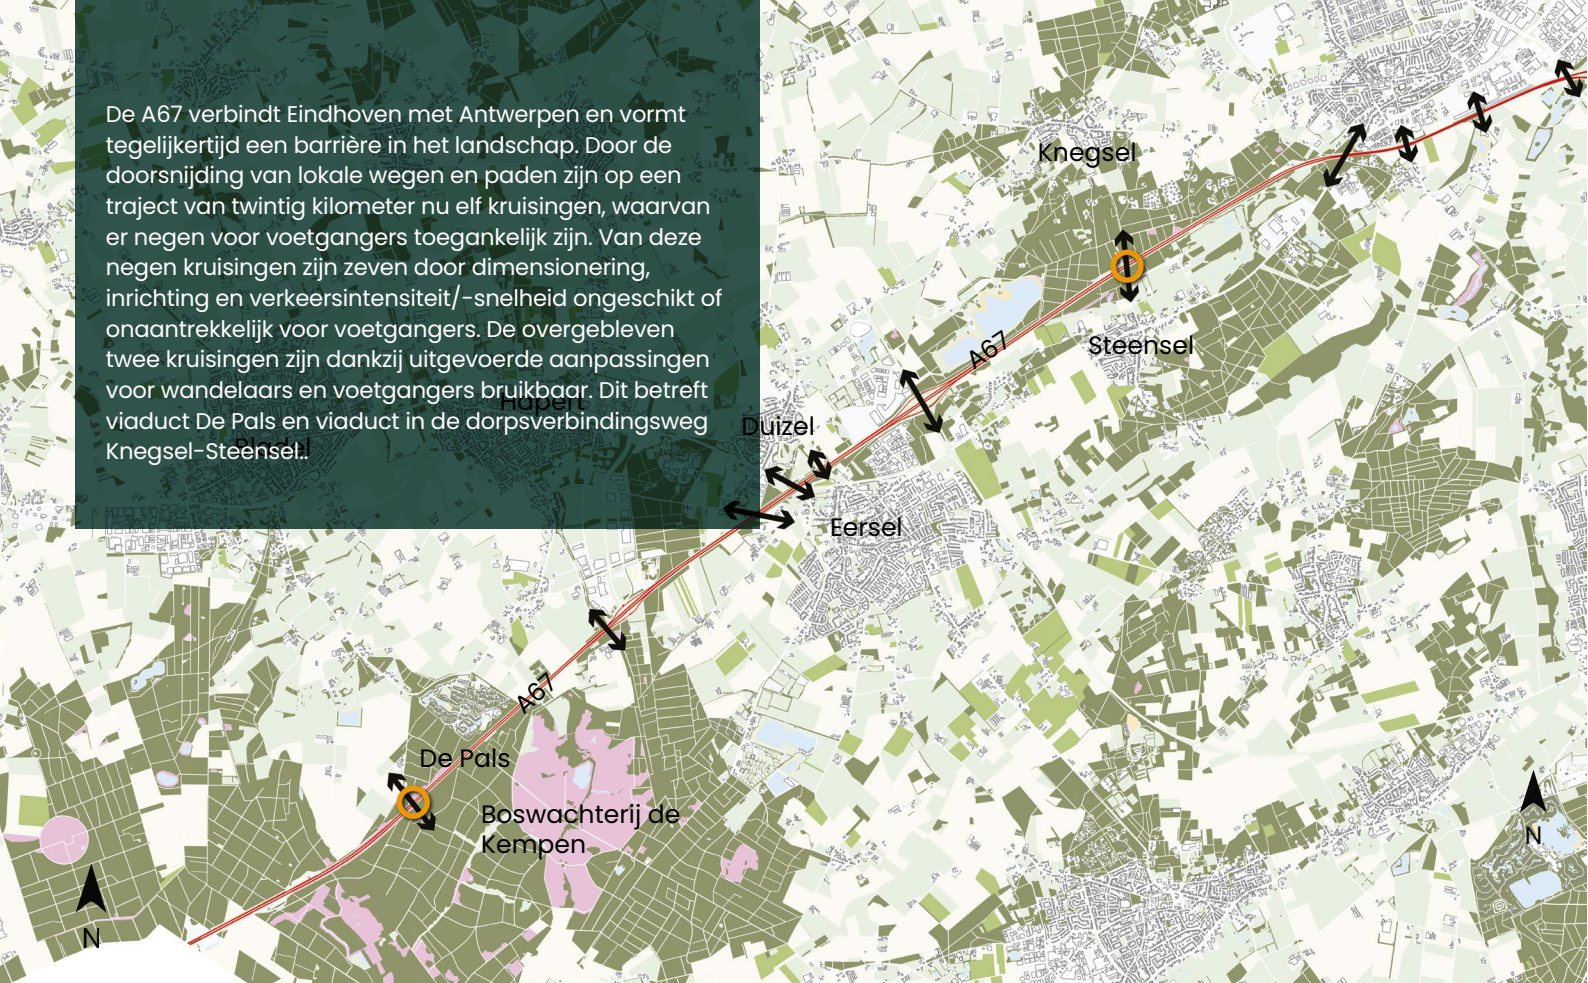 De A67 verbindt Eindhoven met Antwerpen en vormt
tegelijkertijd een barrière in het landschap. Door de
doorsnijding van lokale wegen en paden zijn op een
traject van twintig kilometer nu elf kruisingen, waarvan
er negen voor voetgangers toegankelijk zijn. Van deze
negen kruisingen zijn zeven door dimensionering,
inrichting en verkeersintensiteit/-snelheid ongeschikt of
onaantrekkelijk voor voetgangers. De overgebleven
twee kruisingen zijn dankzij uitgevoerde aanpassingen
voor wandelaars en voetgangers bruikbaar. Dit betreft
viaduct De Pals en viaduct in de dorpsverbindingsweg
Knegsel-Steensel..
Hapert
Bladel
Knegsel
Steensel
A67
Duizel
Eersel
A67
De Pals
Boswachterij de
Kempen
N
N